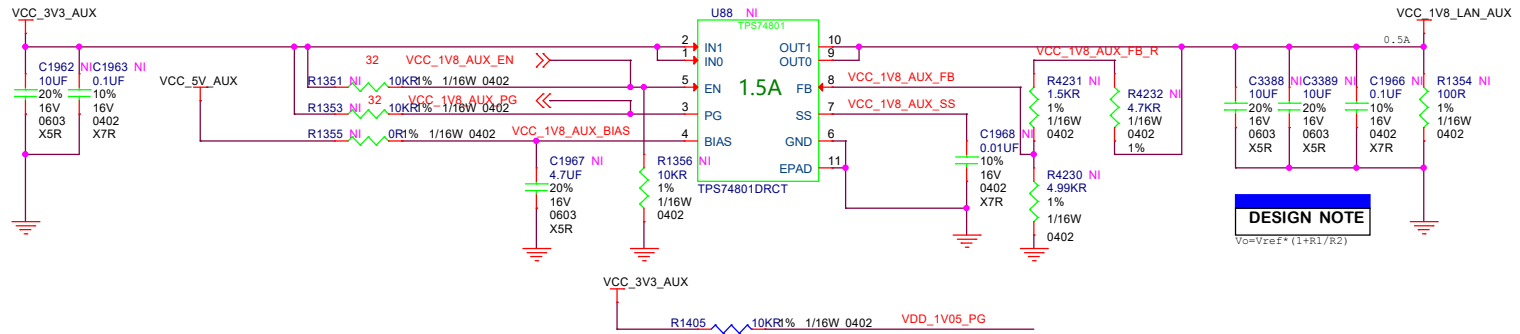 VCC_3V3_AUX
C1962 NI
10UF
20%
16V
0603
X5R
C1963 NI
0.1UF
10%
16V
0402
X7R
VCC_5V_AUX
32 VCC_1V8_AUX_EN
R1351 NI 10KR1% 1/16W 0402
32 VCC_1V8_AUX_PG
R1353 NI 10KR1% 1/16W 0402
R1355 NI 0R1% 1/16W 0402 VCC_1V8_AUX_BIAS
C1967 NI
4.7UF
20%
16V
0603
X5R
R1356 NI
10KR
1%
1/16W
0402
U88 NI
TPS74801
2 IN1
1 IN0
5 EN
3 PG
4 BIAS
1.5A
OUT1 10
OUT0 9
FB 8
SS 7
GND 6
EPAD 11
TPS74801DRCT
VCC_1V8_AUX_FB
VCC_1V8_AUX_SS
C1968 NI
0.01UF
10%
16V
0402
X7R
VCC_1V8_AUX_FB_R
R4231 NI
1.5KR
1%
1/16W
0402
R4232 NI
4.7KR
1/16W
0402
1%
R4230 NI
4.99KR
1%
1/16W
0402
VCC_1V8_LAN_AUX
0.5A
C3388 NI
10UF
20%
16V
0603
X5R
C3389 NI
10UF
20%
16V
0603
X5R
C1966 NI
0.1UF
10%
16V
0402
X7R
R1354 NI
100R
1%
1/16W
0402
DESIGN NOTE
Vo=Vref*(1+R1/R2)
VCC_3V3_AUX
R1405 10KR1% 1/16W 0402 VDD_1V05_PG